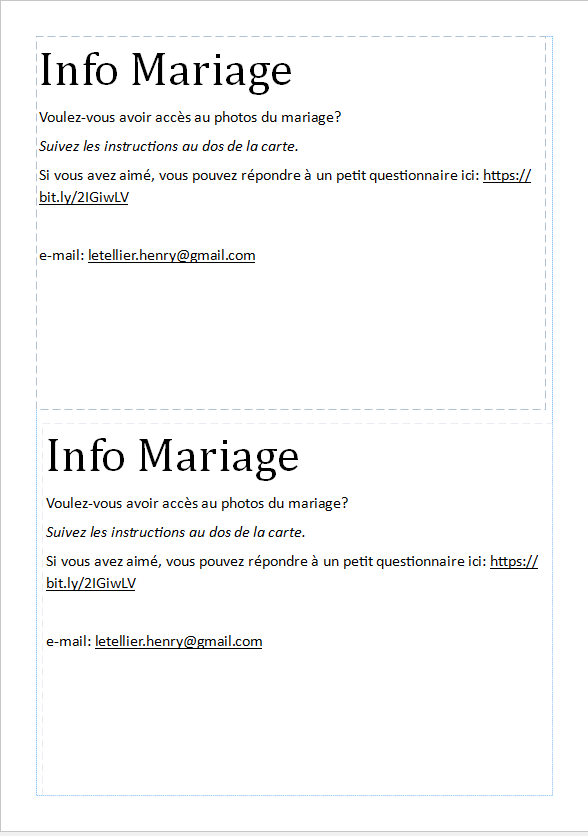 Info Mariage
Voulez-vous avoir accès au photos du mariage?
Suivez les instructions au dos de la carte.
Si vous avez aimé, vous pouvez répondre à un petit questionnaire ici: https://
bit.ly/2IGiwLV
e-mail: letellier.henry@gmail.com
Info Mariage
Voulez-vous avoir accès au photos du mariage?
Suivez les instructions au dos de la carte.
Si vous avez aimé, vous pouvez répondre à un petit questionnaire ici: https://
bit.ly/2IGiwLV
e-mail: letellier.henry@gmail.com